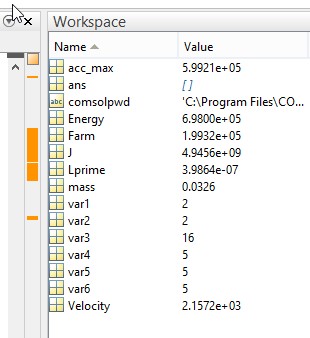 Workspace
Name Value
acc_max 5.9921e+05
ans []
abc comsolpwd 'C:\Program Files\CO...
Energy 6.9800e+05
Farm 1.9932e+05
J 4.9456e+09
Lprime 3.9864e-07
mass 0.0326
var1 2
var2 2
var3 16
var4 5
var5 5
var6 5
Velocity 2.1572e+03